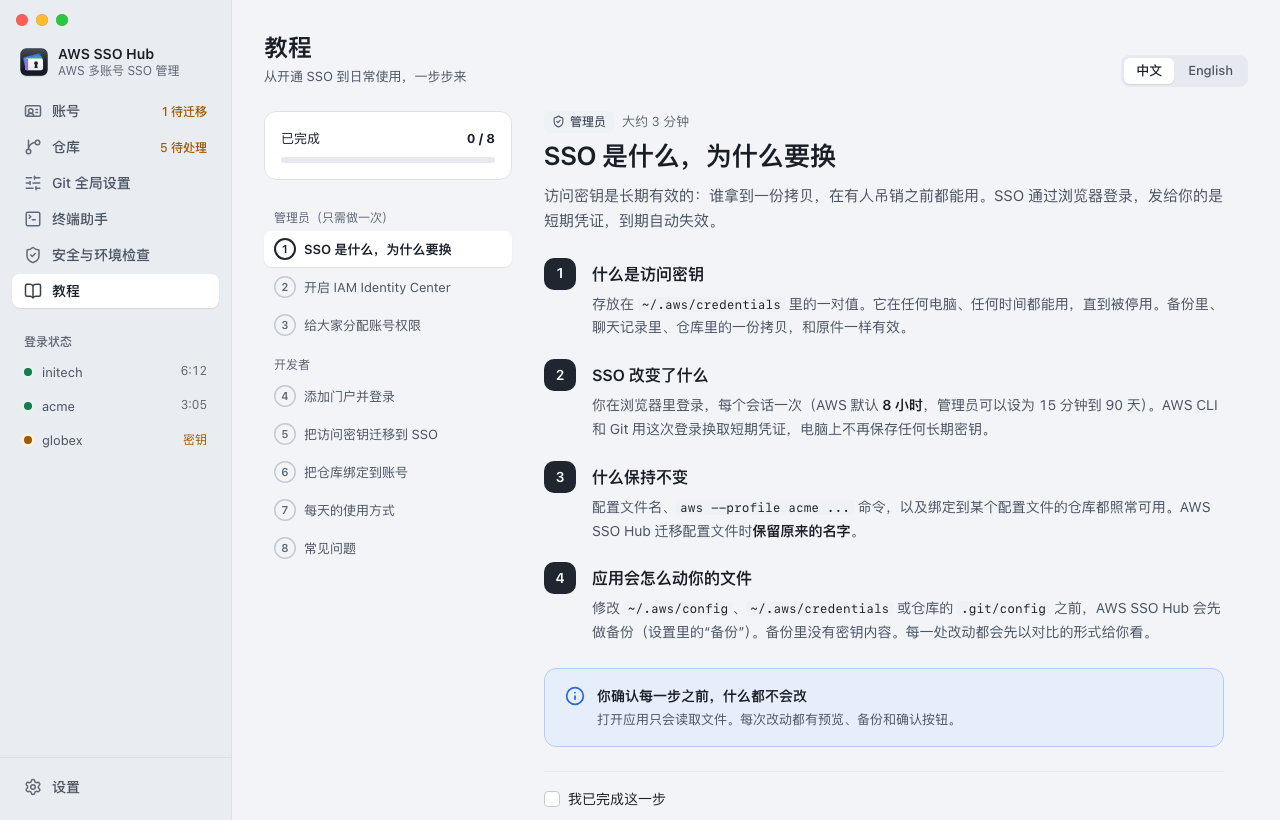 AWS SSO Hub
AWS 多账号 SSO 管理
账号
1 待迁移
仓库
5 待处理
Git 全局设置
终端助手
安全与环境检查
教程
登录状态
initech
6:12
acme
3:05
globex
密钥
设置
教程
从开通 SSO 到日常使用，一步步来
中文
English
已完成
0 / 8
管理员（只需做一次）
1 SSO 是什么，为什么要换
2 开启 IAM Identity Center
3 给大家分配账号权限
开发者
4 添加门户并登录
5 把访问密钥迁移到 SSO
6 把仓库绑定到账号
7 每天的使用方式
8 常见问题
管理员 大约 3 分钟
SSO 是什么，为什么要换
访问密钥是长期有效的：谁拿到一份拷贝，在有人吊销之前都能用。SSO 通过浏览器登录，发给你的是
短期凭证，到期自动失效。
1 什么是访问密钥
存放在 ~/.aws/credentials 里的一对值。它在任何电脑、任何时间都能用，直到被停用。备份里、
聊天记录里、仓库里的一份拷贝，和原件一样有效。
2 SSO 改变了什么
你在浏览器里登录，每个会话一次（AWS 默认 8 小时，管理员可以设为 15 分钟到 90 天）。AWS CLI
和 Git 用这次登录换取短期凭证，电脑上不再保存任何长期密钥。
3 什么保持不变
配置文件名、 aws --profile acme ... 命令，以及绑定到某个配置文件的仓库都照常可用。AWS
SSO Hub 迁移配置文件时保留原来的名字。
4 应用会怎么动你的文件
修改 ~/.aws/config 、 ~/.aws/credentials 或仓库的 .git/config 之前，AWS SSO Hub 会先
做备份（设置里的“备份”）。备份里没有密钥内容。每一处改动都会先以对比的形式给你看。
你确认每一步之前，什么都不会改
打开应用只会读取文件。每次改动都有预览、备份和确认按钮。
我已完成这一步